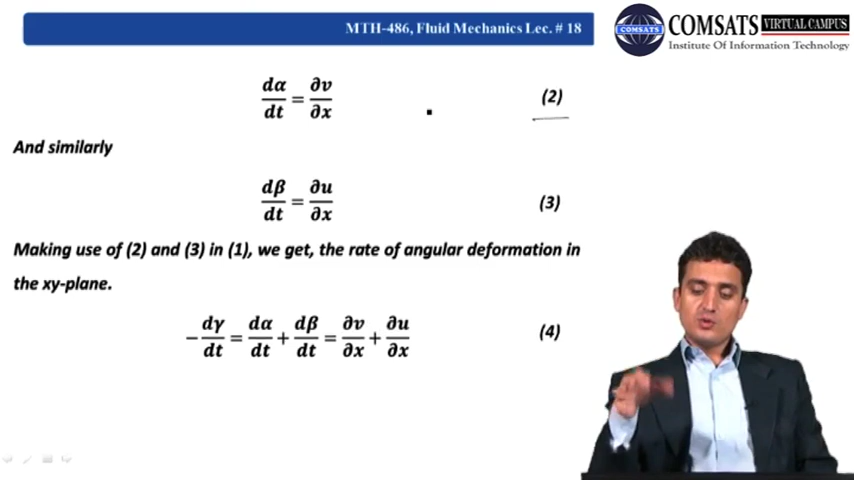 MTH-486, Fluid Mechanics Lec. # 18
COMSATS VIRTUAL CAMPUS
COMSATS
Institute Of Information Technology
dα/dt = ∂v/∂x (2)
And similarly
dβ/dt = ∂u/∂x (3)
Making use of (2) and (3) in (1), we get, the rate of angular deformation in
the xy-plane.
− dγ/dt = dα/dt + dβ/dt = ∂v/∂x + ∂u/∂x (4)